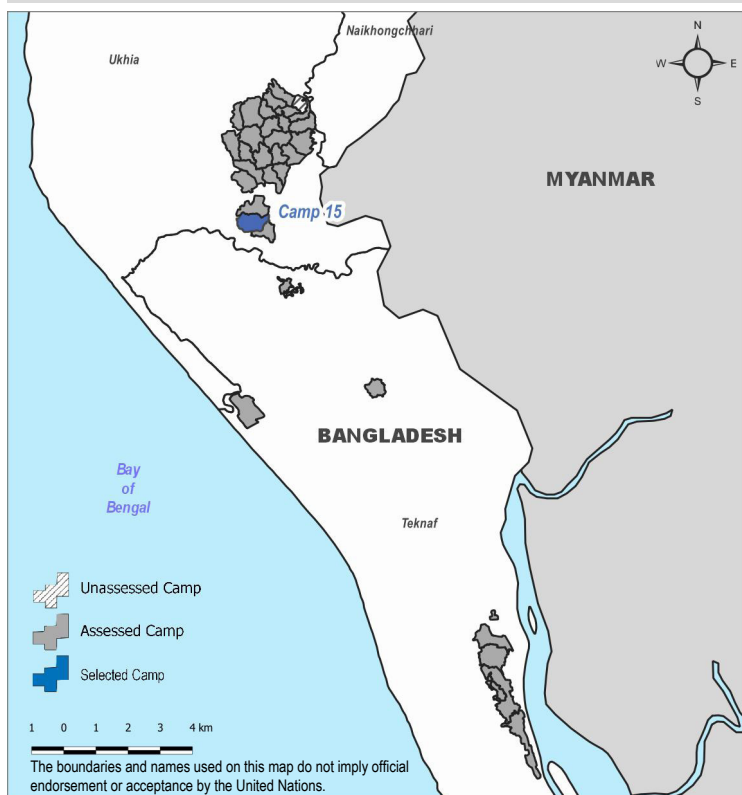 Naikhongchhari
Ukhia
N
W E
S
MYANMAR
Camp 15
BANGLADESH
Bay
of
Bengal
Teknaf
Unassessed Camp
Assessed Camp
Selected Camp
1 0 1 2 3 4 km
The boundaries and names used on this map do not imply official
endorsement or acceptance by the United Nations.